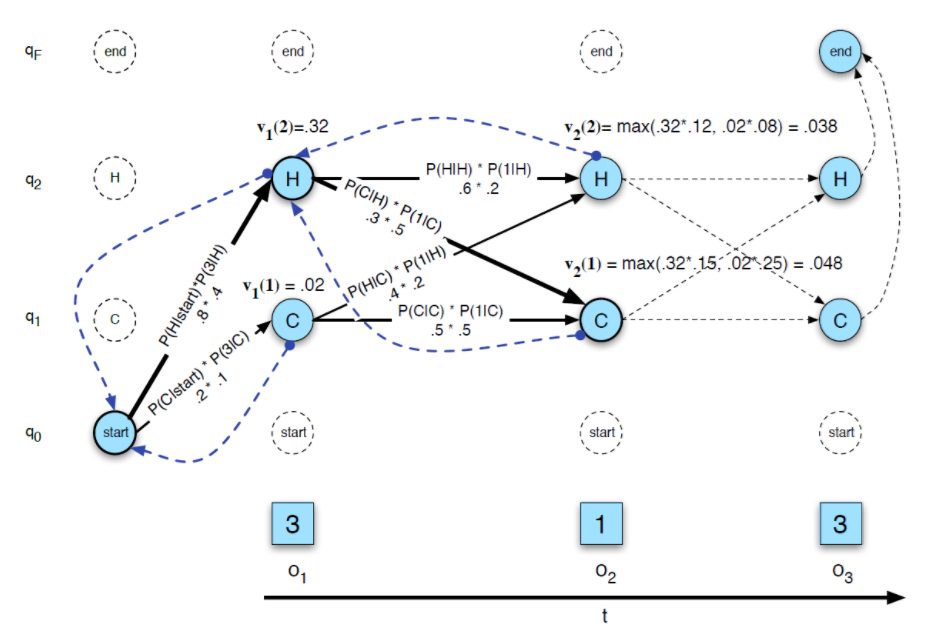 qF end end end end
v1(2)=.32
v2(2)= max(.32*.12, .02*.08) = .038
q2 H H H H
P(H|H) * P(1|H)
.6 * .2
P(C|H) * P(1|C)
.3 * .5
P(H|start)*P(3|H)
.8 * .4
P(H|C) * P(1|H)
.4 * .2
v1(1) = .02
v2(1) = max(.32*.15, .02*.25) = .048
q1 C C C C
P(C|C) * P(1|C)
.5 * .5
P(C|start) * P(3|C)
.2 * .1
q0 start start start start
3 1 3
o1 o2 o3
t